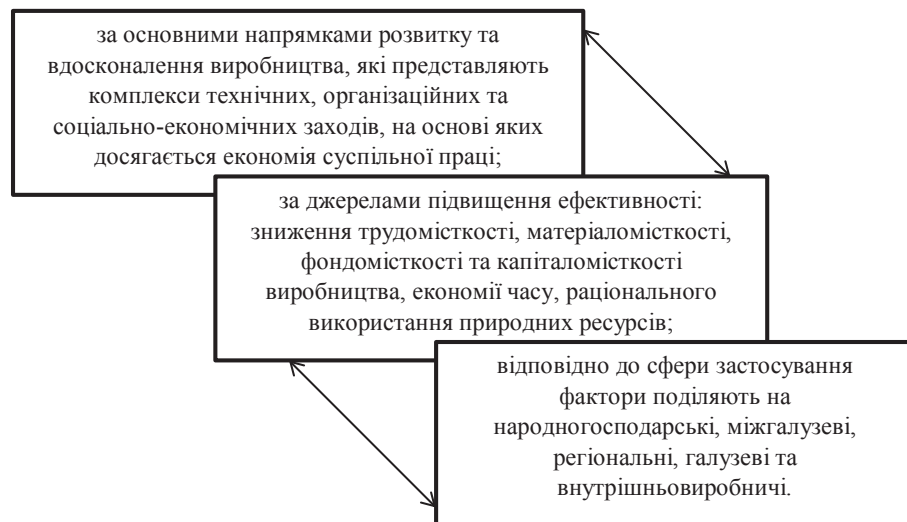 за основними напрямками розвитку та
вдосконалення виробництва, які представляють
комплекси технічних, організаційних та
соціально-економічних заходів, на основі яких
досягається економія суспільної праці;
за джерелами підвищення ефективності:
зниження трудомісткості, матеріаломісткості,
фондомісткості та капіталомісткості
виробництва, економії часу, раціонального
використання природних ресурсів;
відповідно до сфери застосування
фактори поділяють на
народногосподарські, міжгалузеві,
регіональні, галузеві та
внутрішньовиробничі.